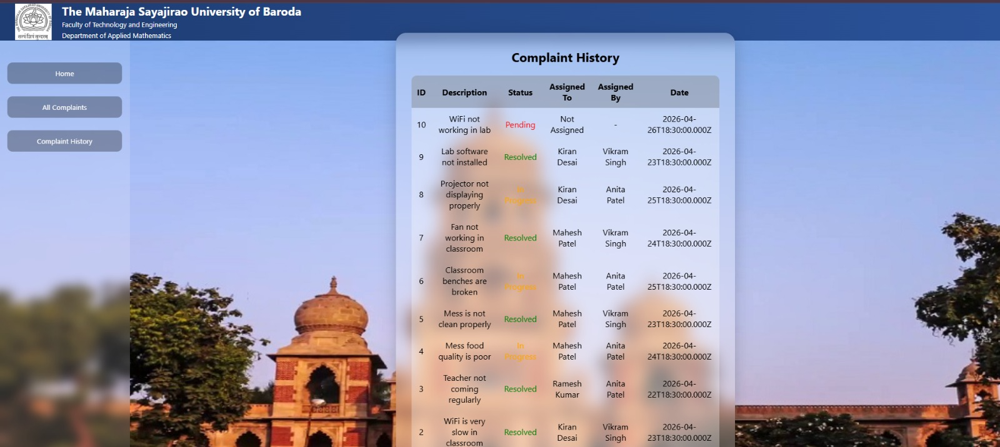 The Maharaja Sayajirao University of Baroda
Faculty of Technology and Engineering
Department of Applied Mathematics
सत्यं शिवं सुन्दरम्
Home
All Complaints
Complaint History
Complaint History
ID Description Status Assigned To Assigned By Date
10 WiFi not working in lab Pending Not Assigned - 2026-04-26T18:30:00.000Z
9 Lab software not installed Resolved Kiran Desai Vikram Singh 2026-04-23T18:30:00.000Z
8 Projector not displaying properly In Progress Kiran Desai Anita Patel 2026-04-25T18:30:00.000Z
7 Fan not working in classroom Resolved Mahesh Patel Vikram Singh 2026-04-24T18:30:00.000Z
6 Classroom benches are broken In Progress Mahesh Patel Anita Patel 2026-04-25T18:30:00.000Z
5 Mess is not clean properly Resolved Mahesh Patel Vikram Singh 2026-04-23T18:30:00.000Z
4 Mess food quality is poor In Progress Mahesh Patel Anita Patel 2026-04-24T18:30:00.000Z
3 Teacher not coming regularly Resolved Ramesh Kumar Anita Patel 2026-04-22T18:30:00.000Z
2 WiFi is very slow in classroom Resolved Kiran Desai Vikram Singh 2026-04-23T18:30:00.000Z